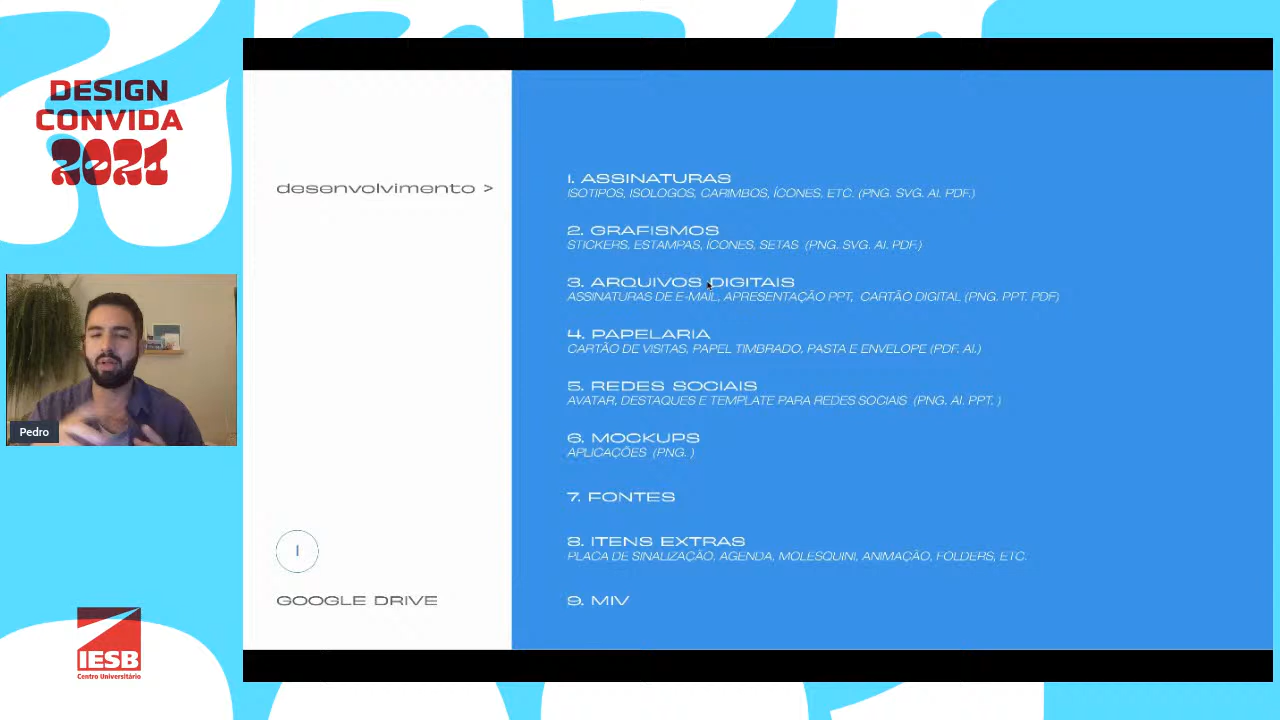 DESIGN
CONVIDA
2021
Pedro
IESB
Centro Universitário
desenvolvimento >
I
GOOGLE DRIVE
1. ASSINATURAS
ISOTIPOS, ISOLOGOS, CARIMBOS, ÍCONES, ETC. (PNG. SVG. AI. PDF.)
2. GRAFISMOS
STICKERS, ESTAMPAS, ÍCONES, SETAS (PNG. SVG. AI. PDF.)
3. ARQUIVOS DIGITAIS
ASSINATURAS DE E-MAIL, APRESENTAÇÃO PPT, CARTÃO DIGITAL (PNG. PPT. PDF)
4. PAPELARIA
CARTÃO DE VISITAS, PAPEL TIMBRADO, PASTA E ENVELOPE (PDF. AI.)
5. REDES SOCIAIS
AVATAR, DESTAQUES E TEMPLATE PARA REDES SOCIAIS (PNG. AI. PPT. )
6. MOCKUPS
APLICAÇÕES (PNG. )
7. FONTES
8. ITENS EXTRAS
PLACA DE SINALIZAÇÃO, AGENDA, MOLESQUINI, ANIMAÇÃO, FOLDERS, ETC.
9. MIV